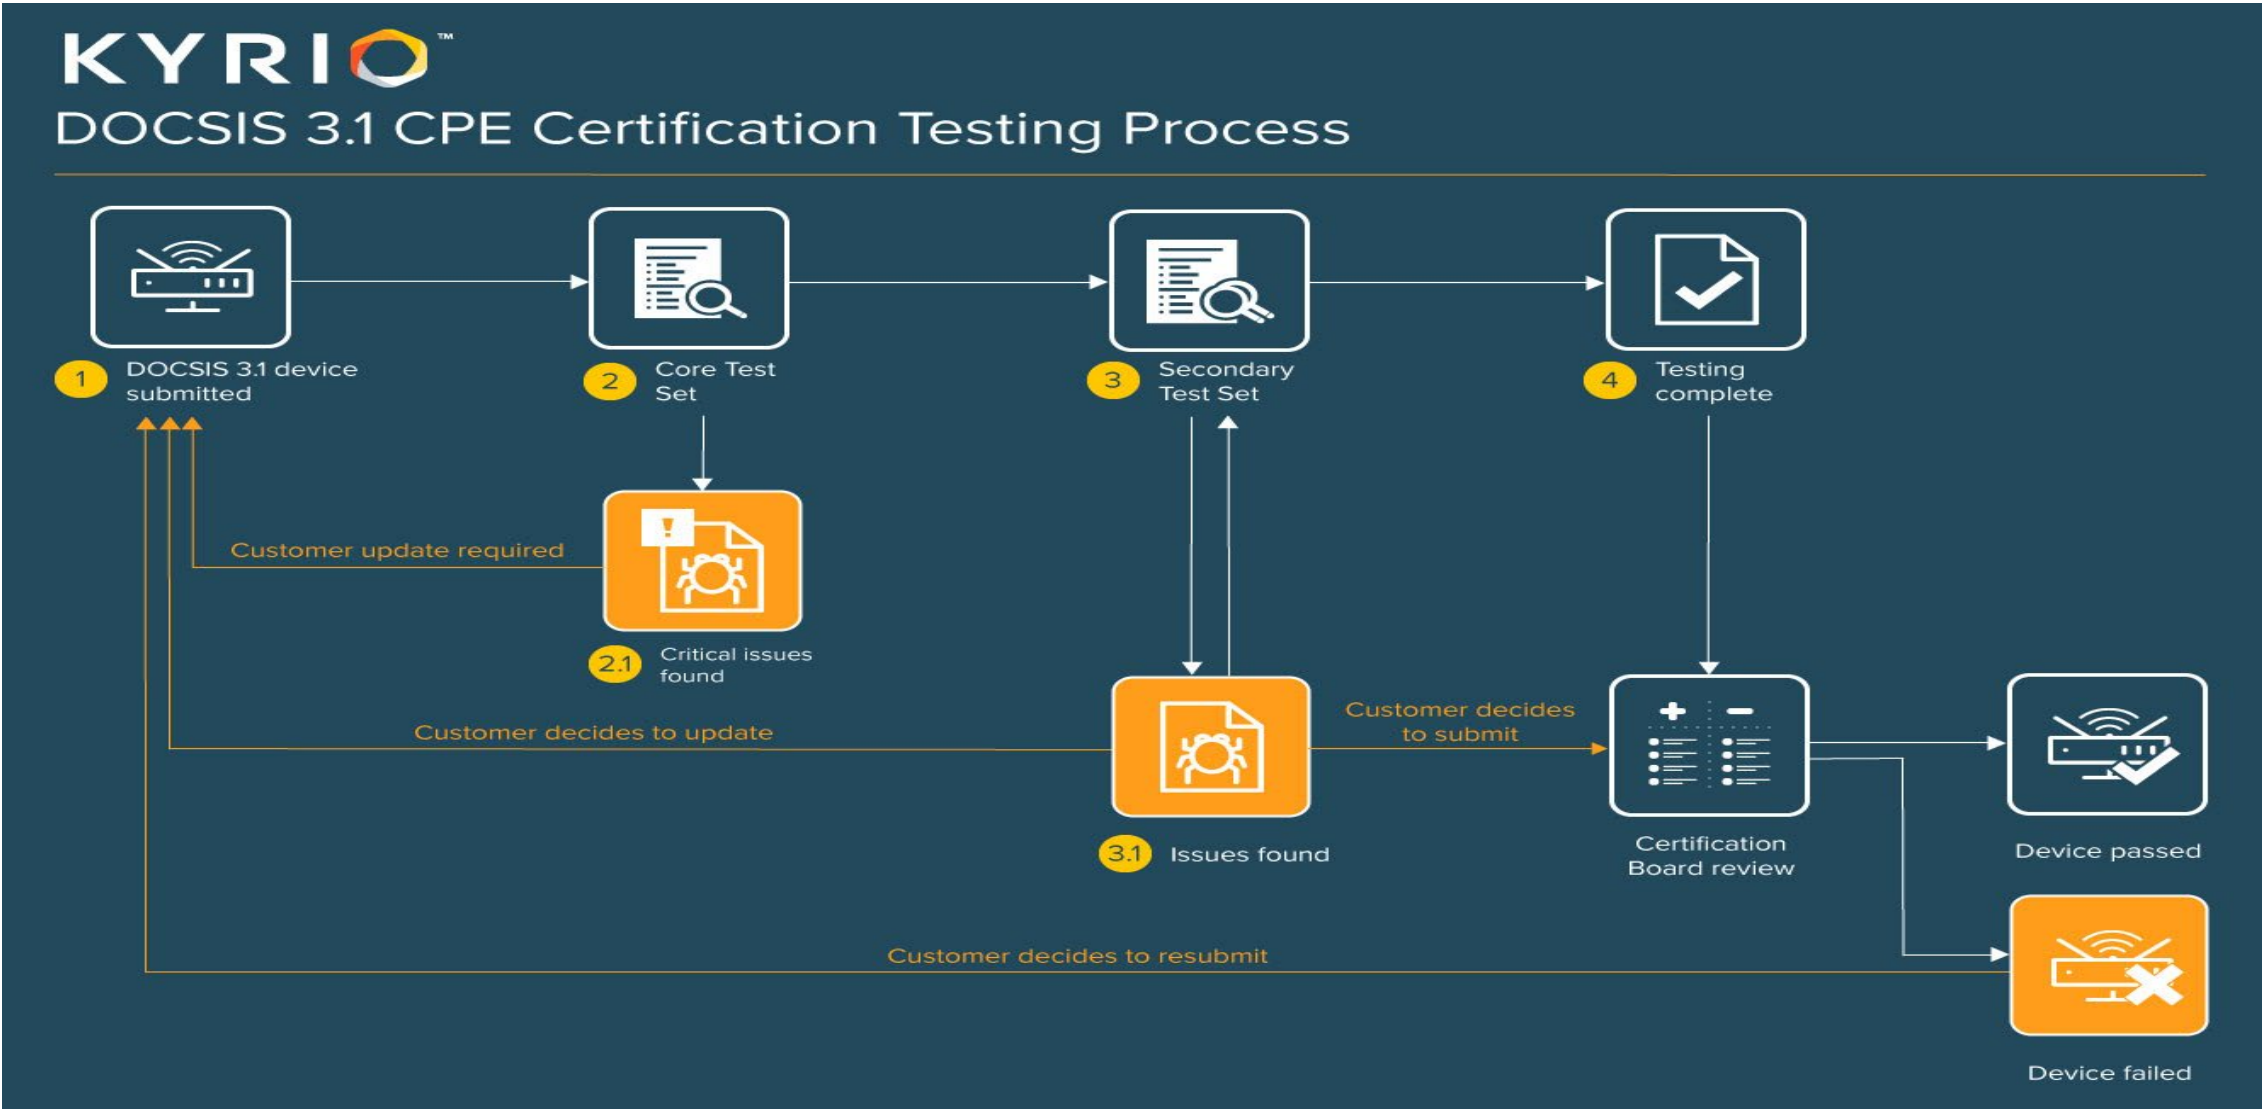 KYRIO™
DOCSIS 3.1 CPE Certification Testing Process
1
DOCSIS 3.1 device
submitted
2
Core Test
Set
3
Secondary
Test Set
4
Testing
complete
Customer update required
!
2.1
Critical issues
found
Customer decides to update
Customer decides
to submit
+ -
3.1
Issues found
Certification
Board review
Device passed
Customer decides to resubmit
Device failed